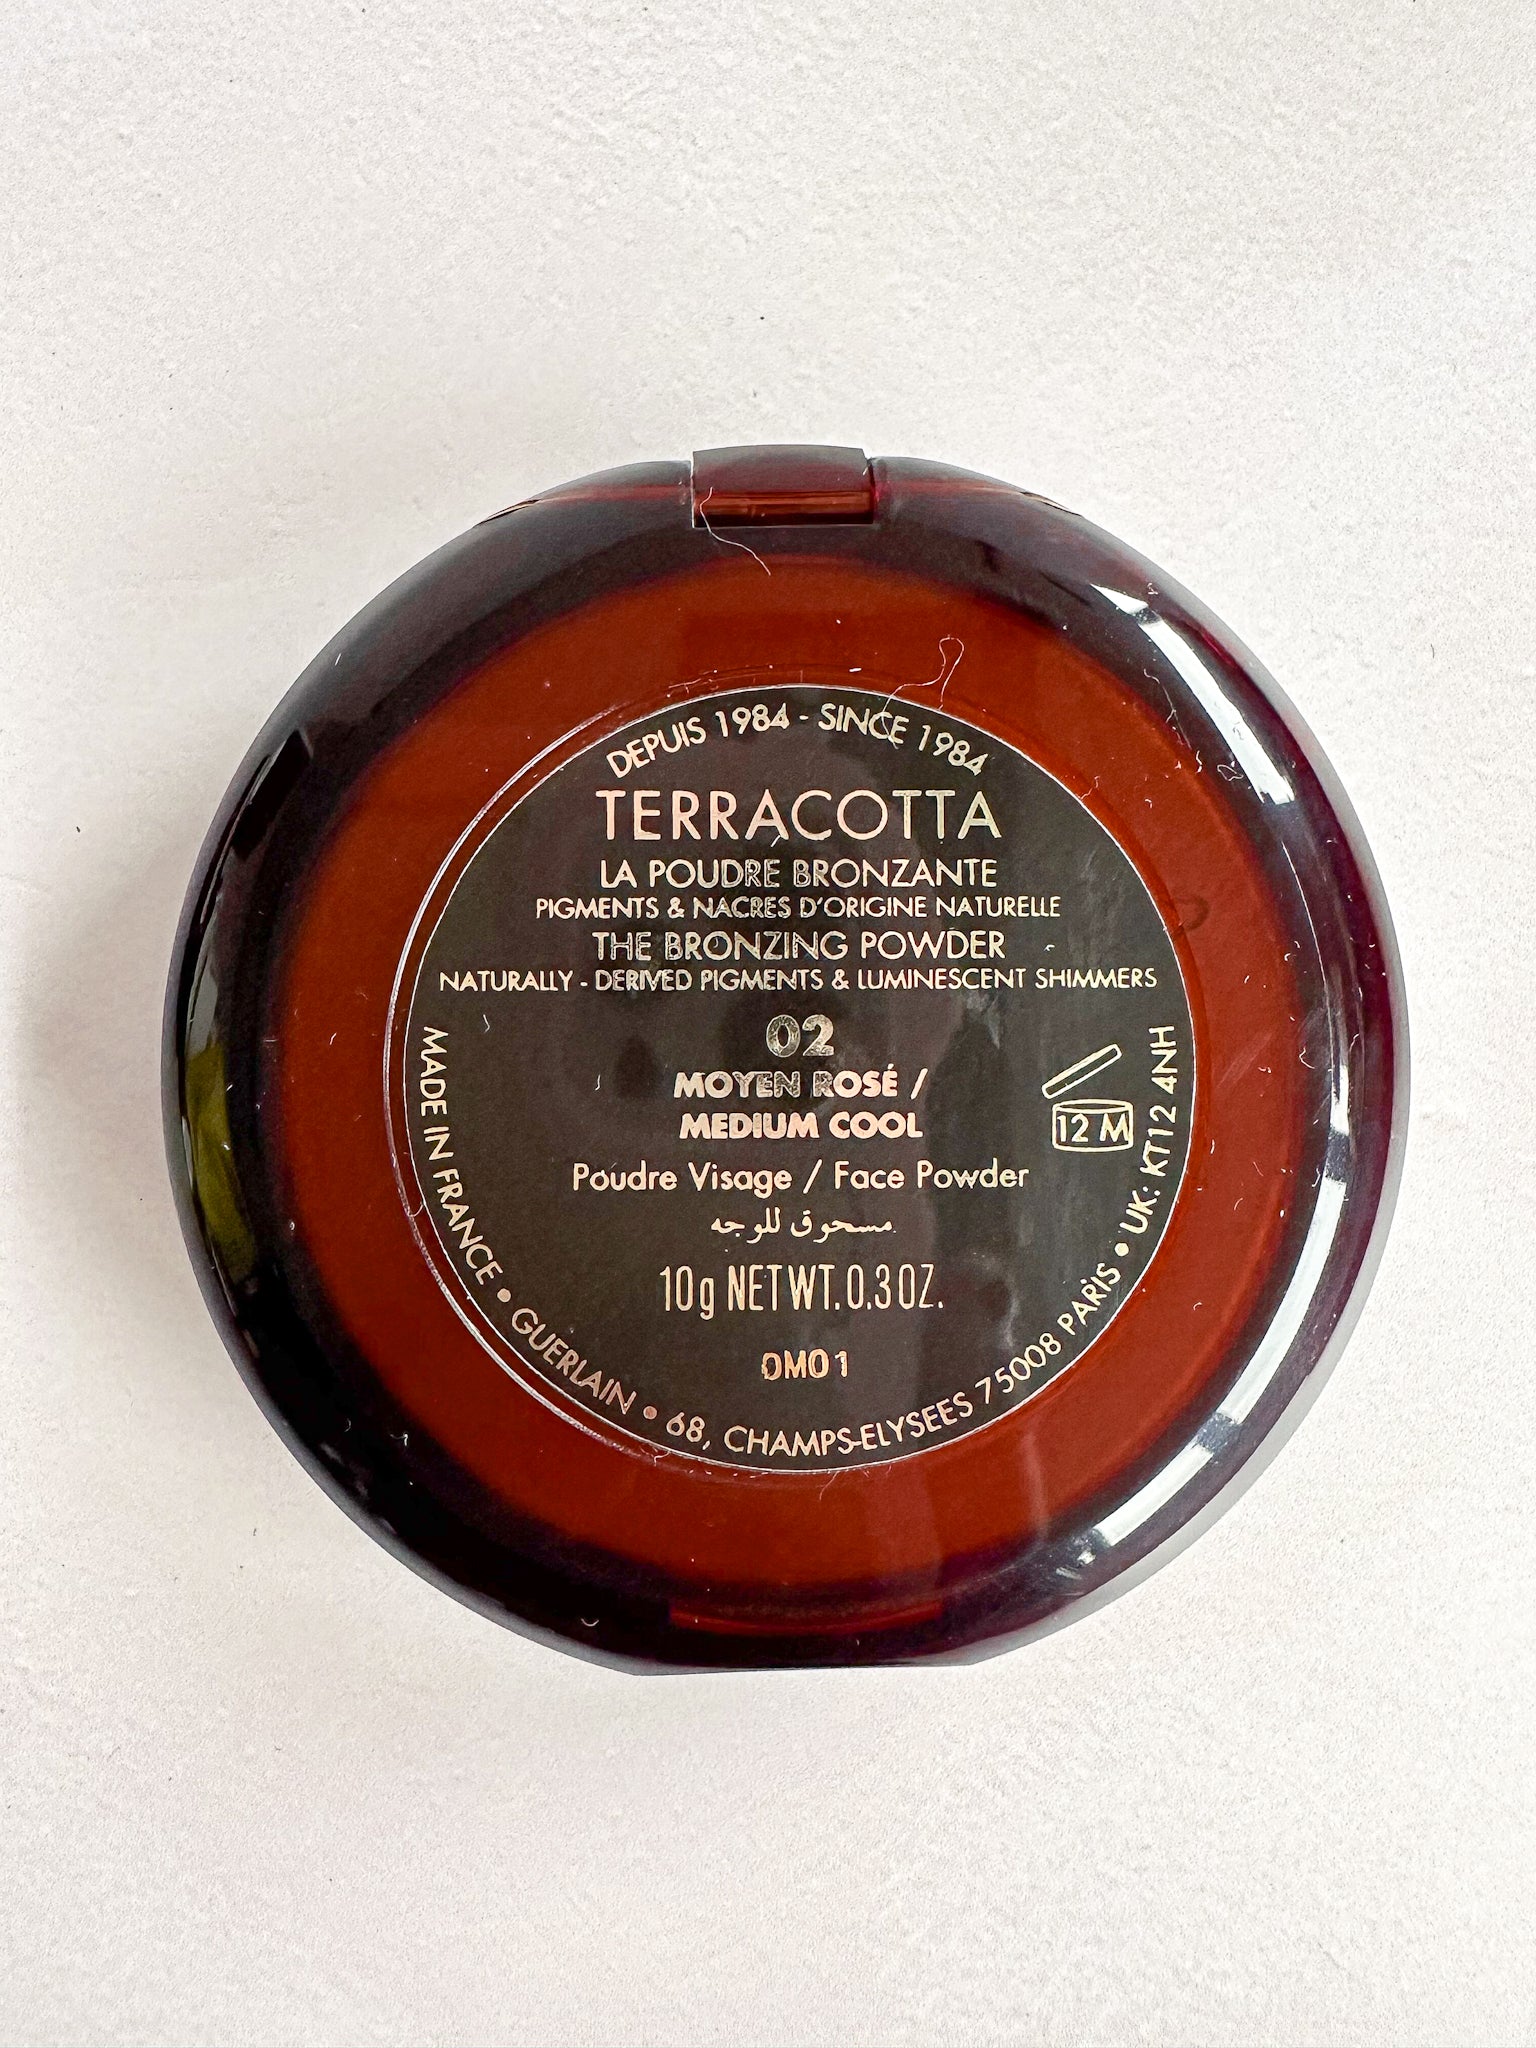 DEPUIS 1984 - SINCE 1984
TERRACOTTA
LA POUDRE BRONZANTE
PIGMENTS & NACRES D'ORIGINE NATURELLE
THE BRONZING POWDER
NATURALLY - DERIVED PIGMENTS & LUMINESCENT SHIMMERS
02
MOYEN ROSÉ /
MEDIUM COOL
12 M
Poudre Visage / Face Powder
مسحوق للوجه
10g NET WT. 0.3 OZ.
OMO1
MADE IN FRANCE • GUERLAIN • 68, CHAMPS-ELYSEES 75008 PARIS • UK: KT12 4NH